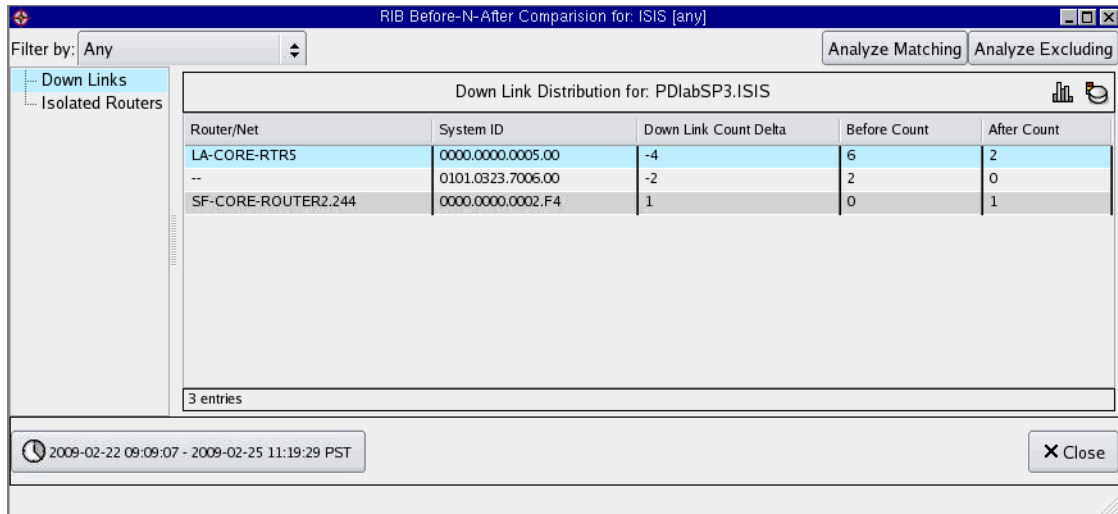 RIB Before-N-After Comparision for: ISIS [any]
Filter by: Any Analyze Matching Analyze Excluding
Down Links
Isolated Routers
Down Link Distribution for: PDlabSP3.ISIS
Router/Net System ID Down Link Count Delta Before Count After Count
LA-CORE-RTR5 0000.0000.0005.00 -4 6 2
-- 0101.0323.7006.00 -2 2 0
SF-CORE-ROUTER2.244 0000.0000.0002.F4 1 0 1
3 entries
2009-02-22 09:09:07 - 2009-02-25 11:19:29 PST Close